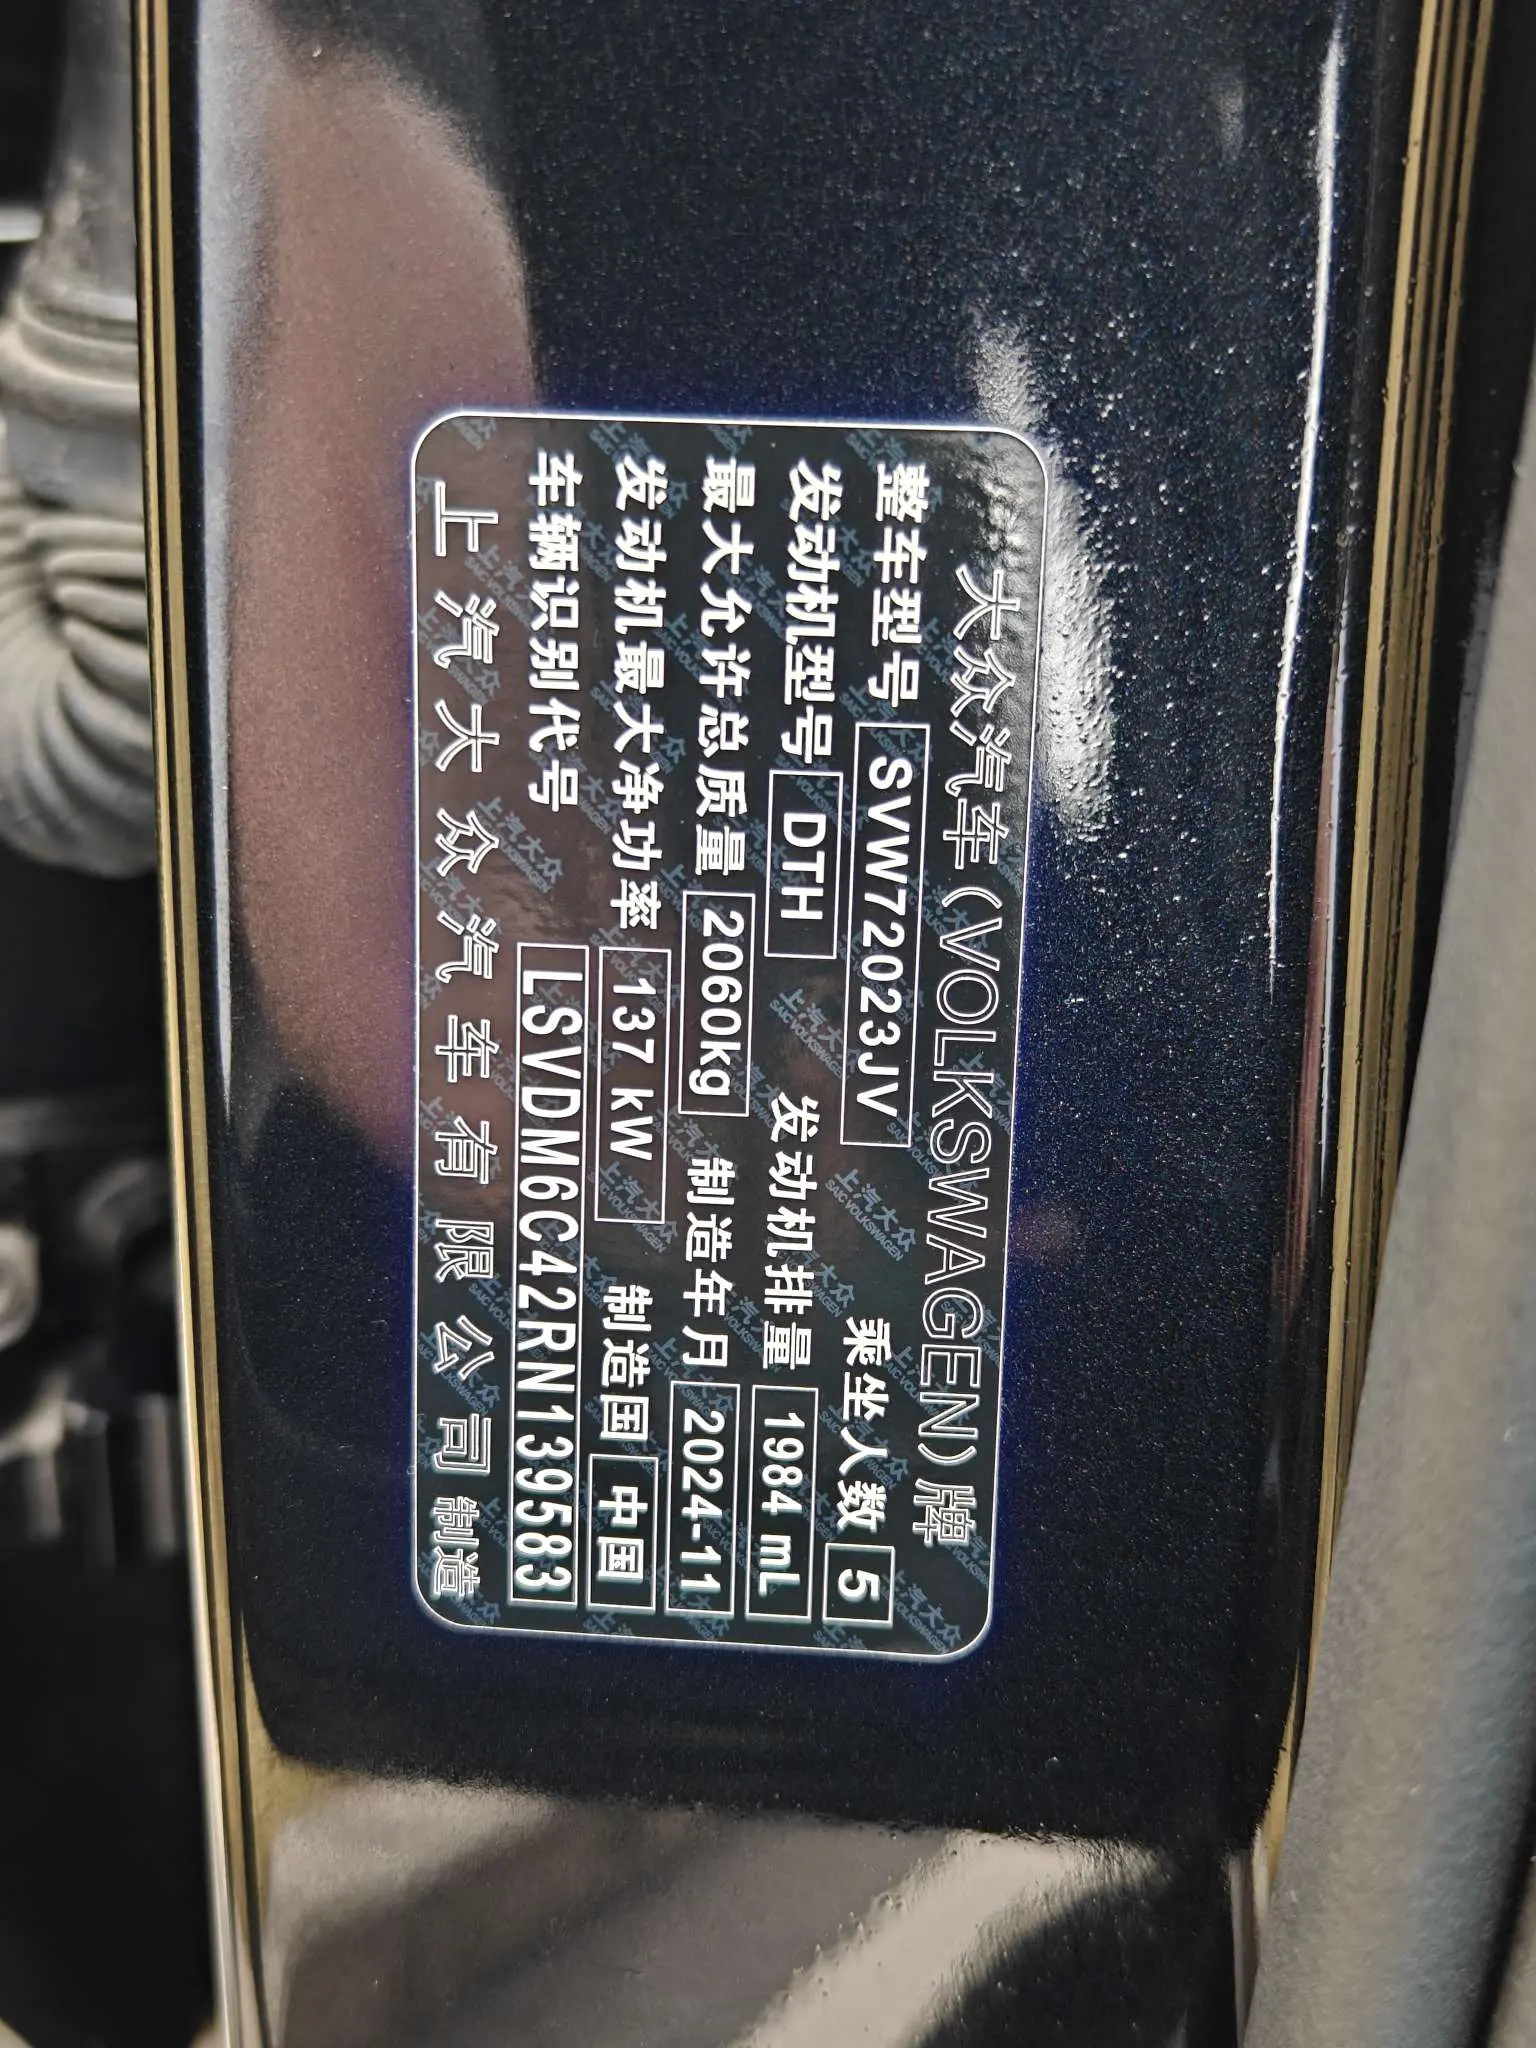 大众汽车(VOLKSWAGEN)牌
整车型号 SVW72023JV 乘坐人数 5
发动机型号 DTH 发动机排量 1984 mL
最大允许总质量 2060kg 制造年月 2024-11
发动机最大净功率 137 kW 制造国 中国
车辆识别代号 LSVDM6C42RN139583
上汽大众汽车有限公司 制造